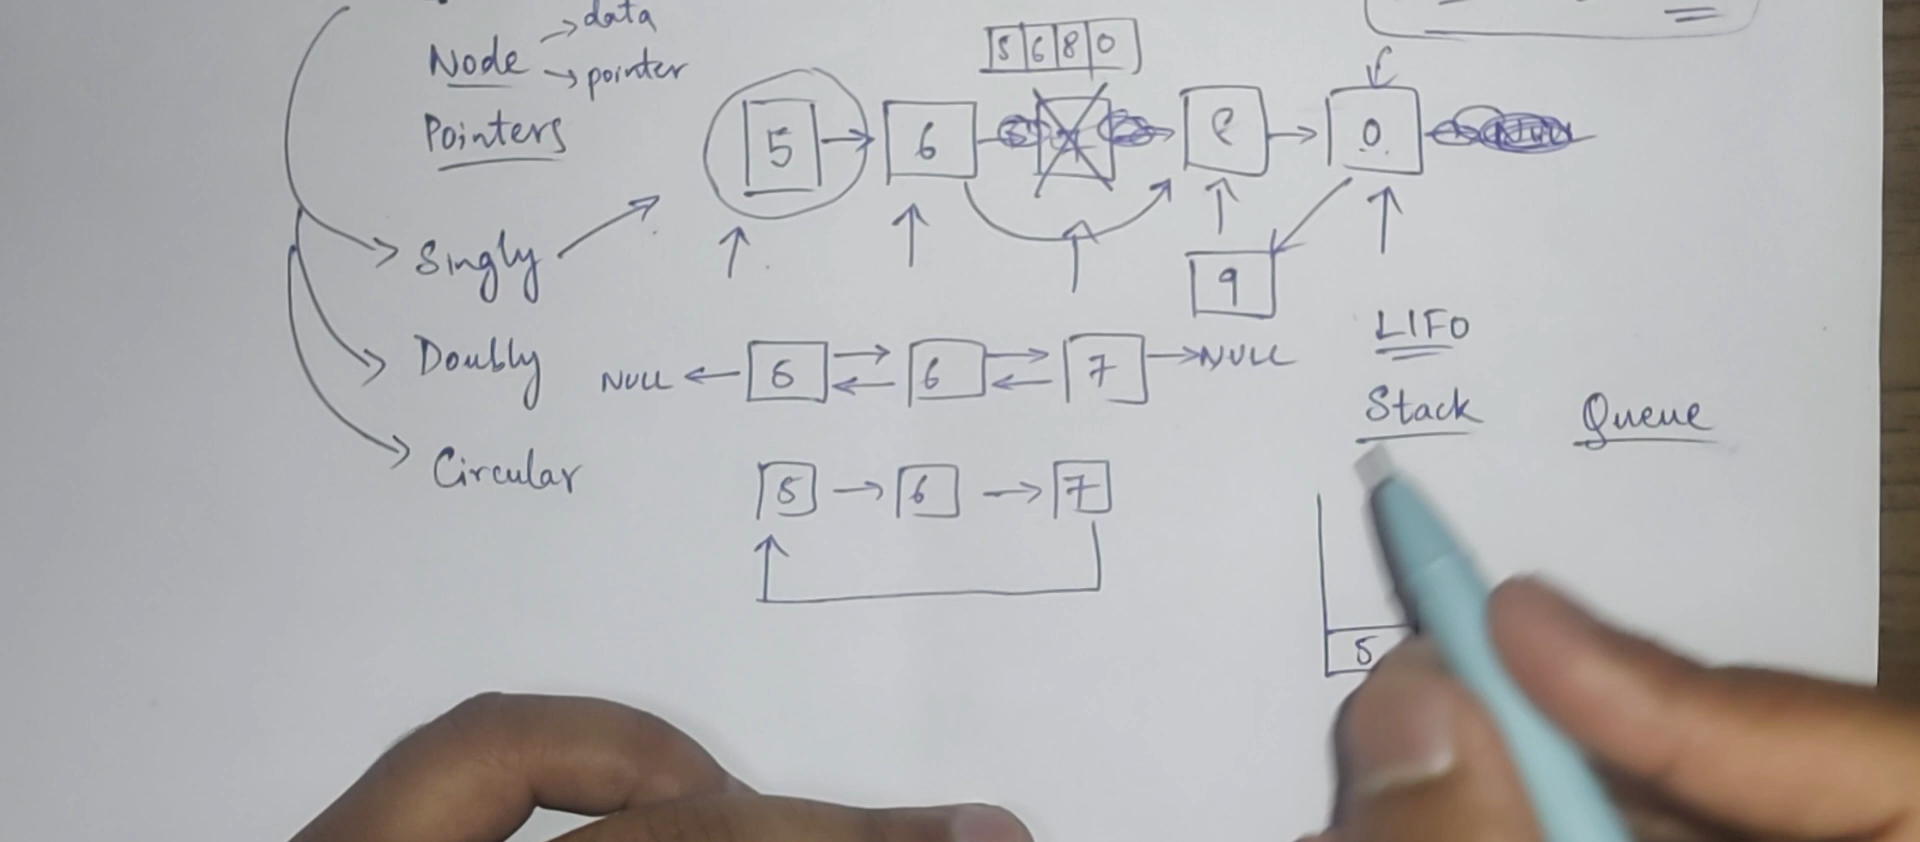 data
Node
pointer
Pointers
5 6 8 0
5 6 8 0
9
Singly
Doubly
NULL 5 6 7 NULL
LIFO
Stack
Queue
Circular
5 6 7
5